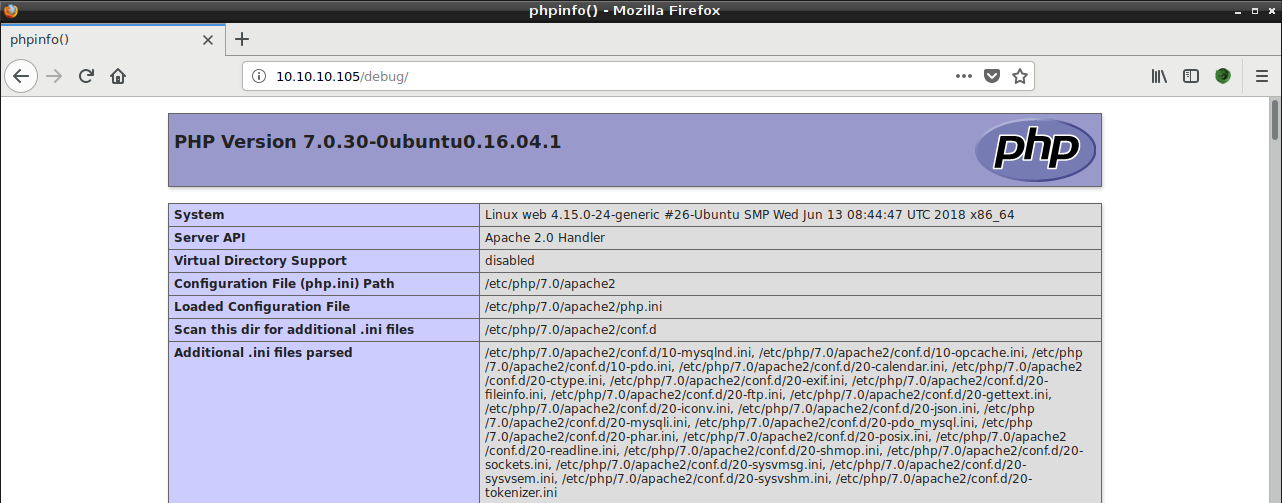 phpinfo() - Mozilla Firefox
phpinfo()
10.10.10.105/debug/
PHP Version 7.0.30-0ubuntu0.16.04.1
php
System Linux web 4.15.0-24-generic #26-Ubuntu SMP Wed Jun 13 08:44:47 UTC 2018 x86_64
Server API Apache 2.0 Handler
Virtual Directory Support disabled
Configuration File (php.ini) Path /etc/php/7.0/apache2
Loaded Configuration File /etc/php/7.0/apache2/php.ini
Scan this dir for additional .ini files /etc/php/7.0/apache2/conf.d
Additional .ini files parsed /etc/php/7.0/apache2/conf.d/10-mysqlnd.ini, /etc/php/7.0/apache2/conf.d/10-opcache.ini, /etc/php
/7.0/apache2/conf.d/10-pdo.ini, /etc/php/7.0/apache2/conf.d/20-calendar.ini, /etc/php/7.0/apache2
/conf.d/20-ctype.ini, /etc/php/7.0/apache2/conf.d/20-exif.ini, /etc/php/7.0/apache2/conf.d/20-
fileinfo.ini, /etc/php/7.0/apache2/conf.d/20-ftp.ini, /etc/php/7.0/apache2/conf.d/20-gettext.ini,
/etc/php/7.0/apache2/conf.d/20-iconv.ini, /etc/php/7.0/apache2/conf.d/20-json.ini, /etc/php
/7.0/apache2/conf.d/20-mysqli.ini, /etc/php/7.0/apache2/conf.d/20-pdo_mysql.ini, /etc/php
/7.0/apache2/conf.d/20-phar.ini, /etc/php/7.0/apache2/conf.d/20-posix.ini, /etc/php/7.0/apache2
/conf.d/20-readline.ini, /etc/php/7.0/apache2/conf.d/20-shmop.ini, /etc/php/7.0/apache2/conf.d/20-
sockets.ini, /etc/php/7.0/apache2/conf.d/20-sysvmsg.ini, /etc/php/7.0/apache2/conf.d/20-
sysvsem.ini, /etc/php/7.0/apache2/conf.d/20-sysvshm.ini, /etc/php/7.0/apache2/conf.d/20-
tokenizer.ini